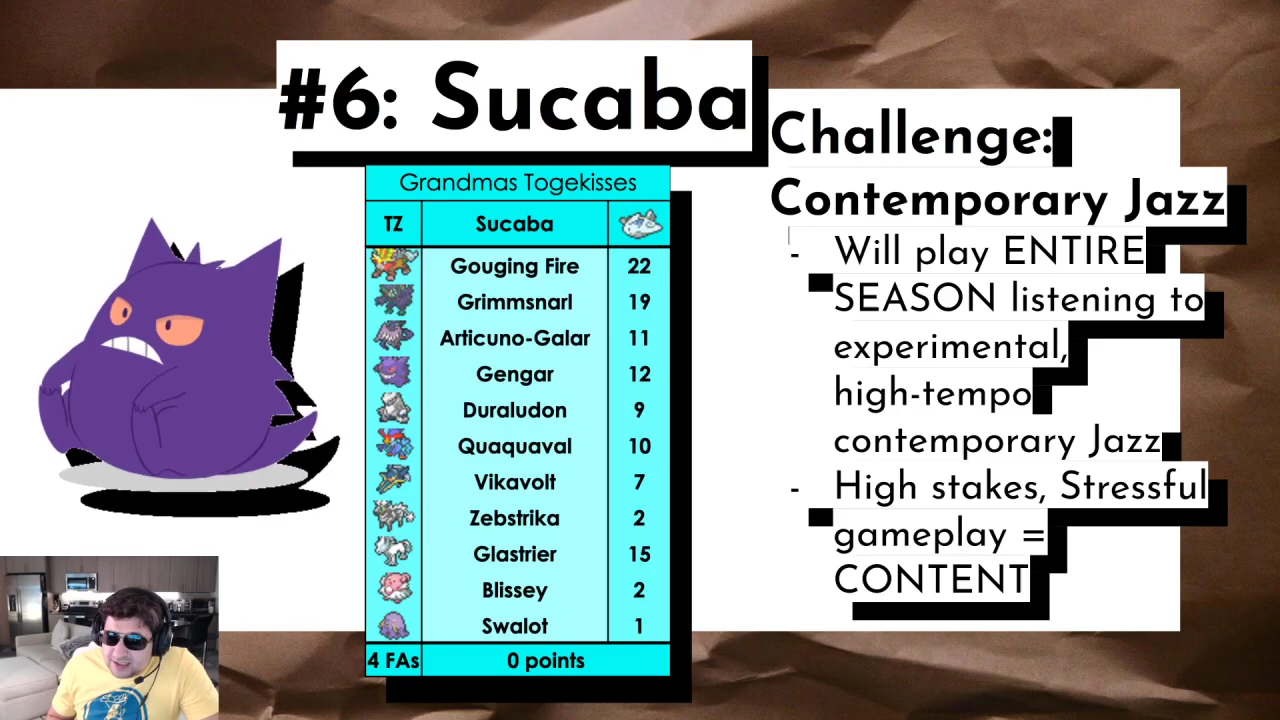 #6: Sucaba
Grandmas Togekisses
TZ Sucaba
Gouging Fire 22
Grimmsnarl 19
Articuno-Galar 11
Gengar 12
Duraludon 9
Quaquaval 10
Vikavolt 7
Zebstrika 2
Glastrier 15
Blissey 2
Swalot 1
4 FAs 0 points
Challenge:
Contemporary Jazz
- Will play ENTIRE
SEASON listening to
experimental,
high-tempo
contemporary Jazz
- High stakes, Stressful
gameplay =
CONTENT